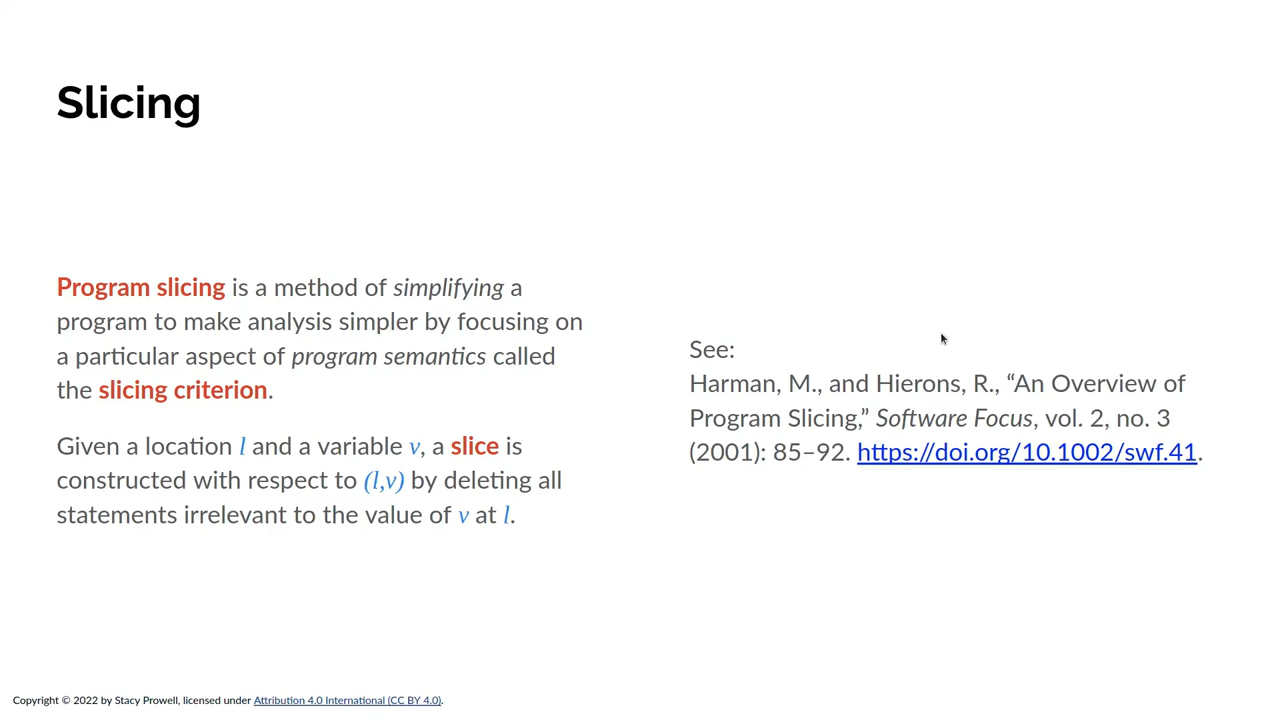 Slicing
Program slicing is a method of simplifying a
program to make analysis simpler by focusing on
a particular aspect of program semantics called
the slicing criterion.
Given a location l and a variable v, a slice is
constructed with respect to (l,v) by deleting all
statements irrelevant to the value of v at l.
See:
Harman, M., and Hierons, R., “An Overview of
Program Slicing,” Software Focus, vol. 2, no. 3
(2001): 85–92. https://doi.org/10.1002/swf.41.
Copyright © 2022 by Stacy Prowell, licensed under Attribution 4.0 International (CC BY 4.0).